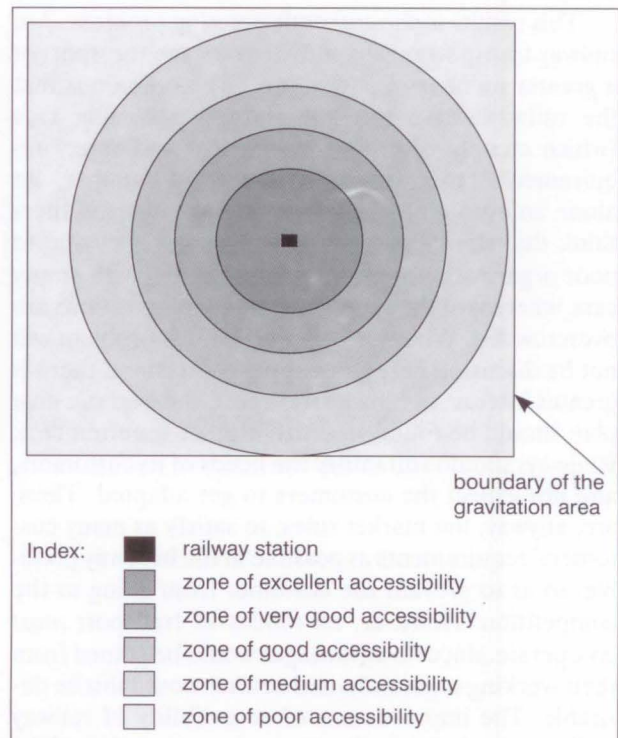 boundary of the
gravitation area
Index:
railway station
zone of excellent accessibility
zone of very good accessibility
zone of good accessibility
zone of medium accessibility
zone of poor accessibility